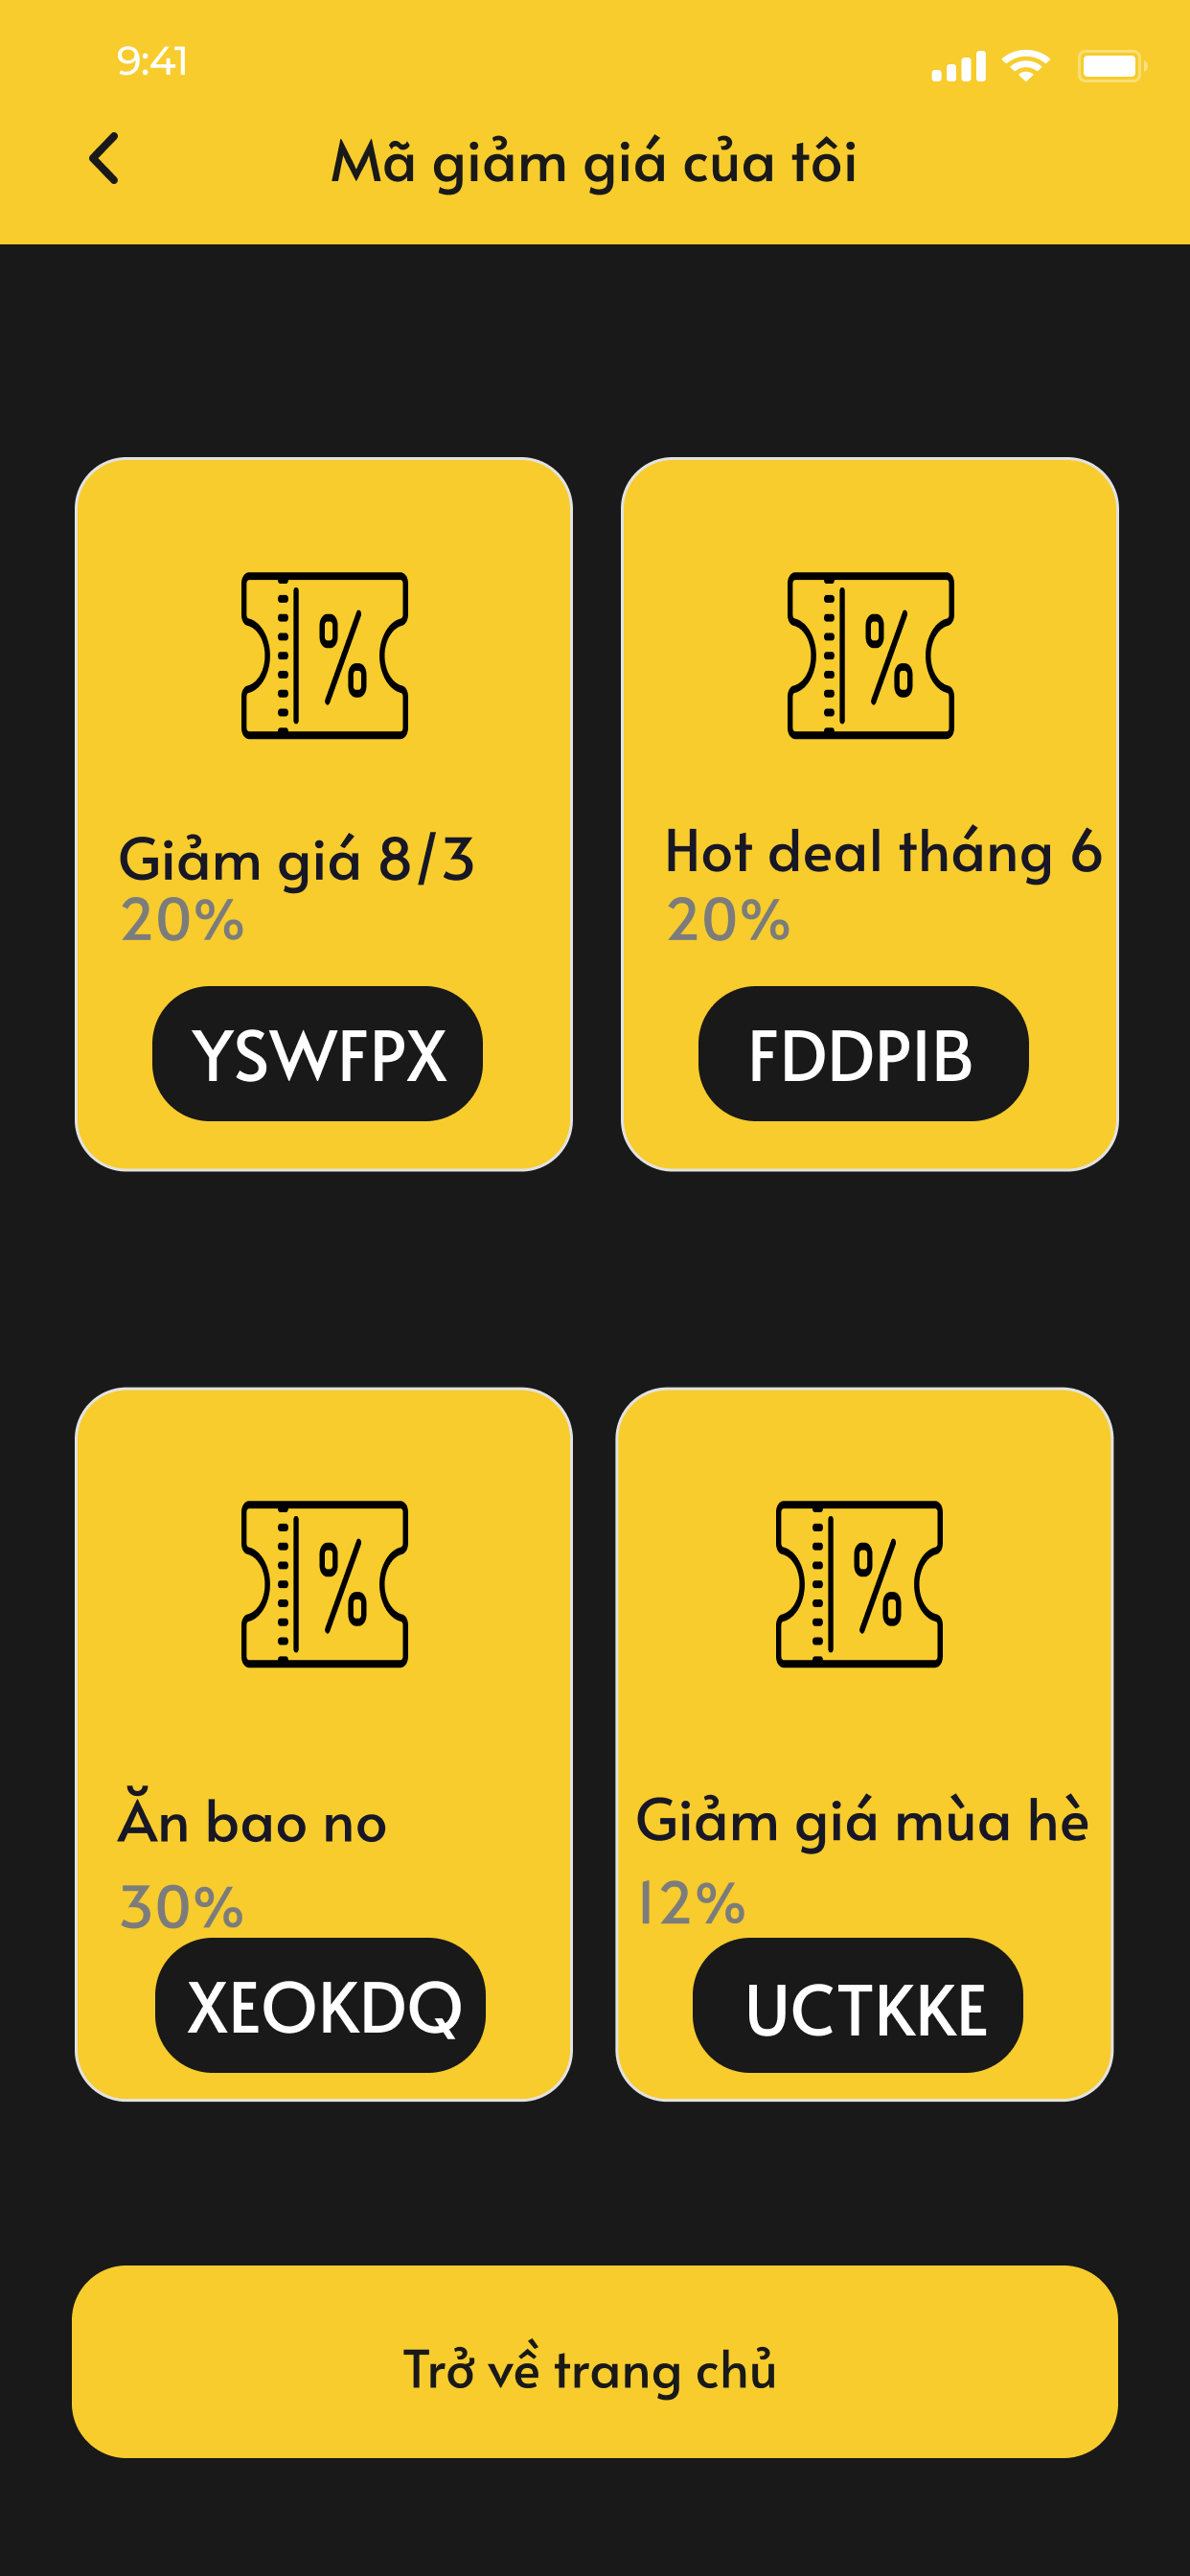 9:41
Mã giảm giá của tôi
%
%
Giảm giá 8/3
20%
YSWFPX
Hot deal tháng 6
20%
FDDPIB
%
%
Ăn bao no
30%
XEOKDQ
Giảm giá mùa hè
12%
UCTKKE
Trở về trang chủ